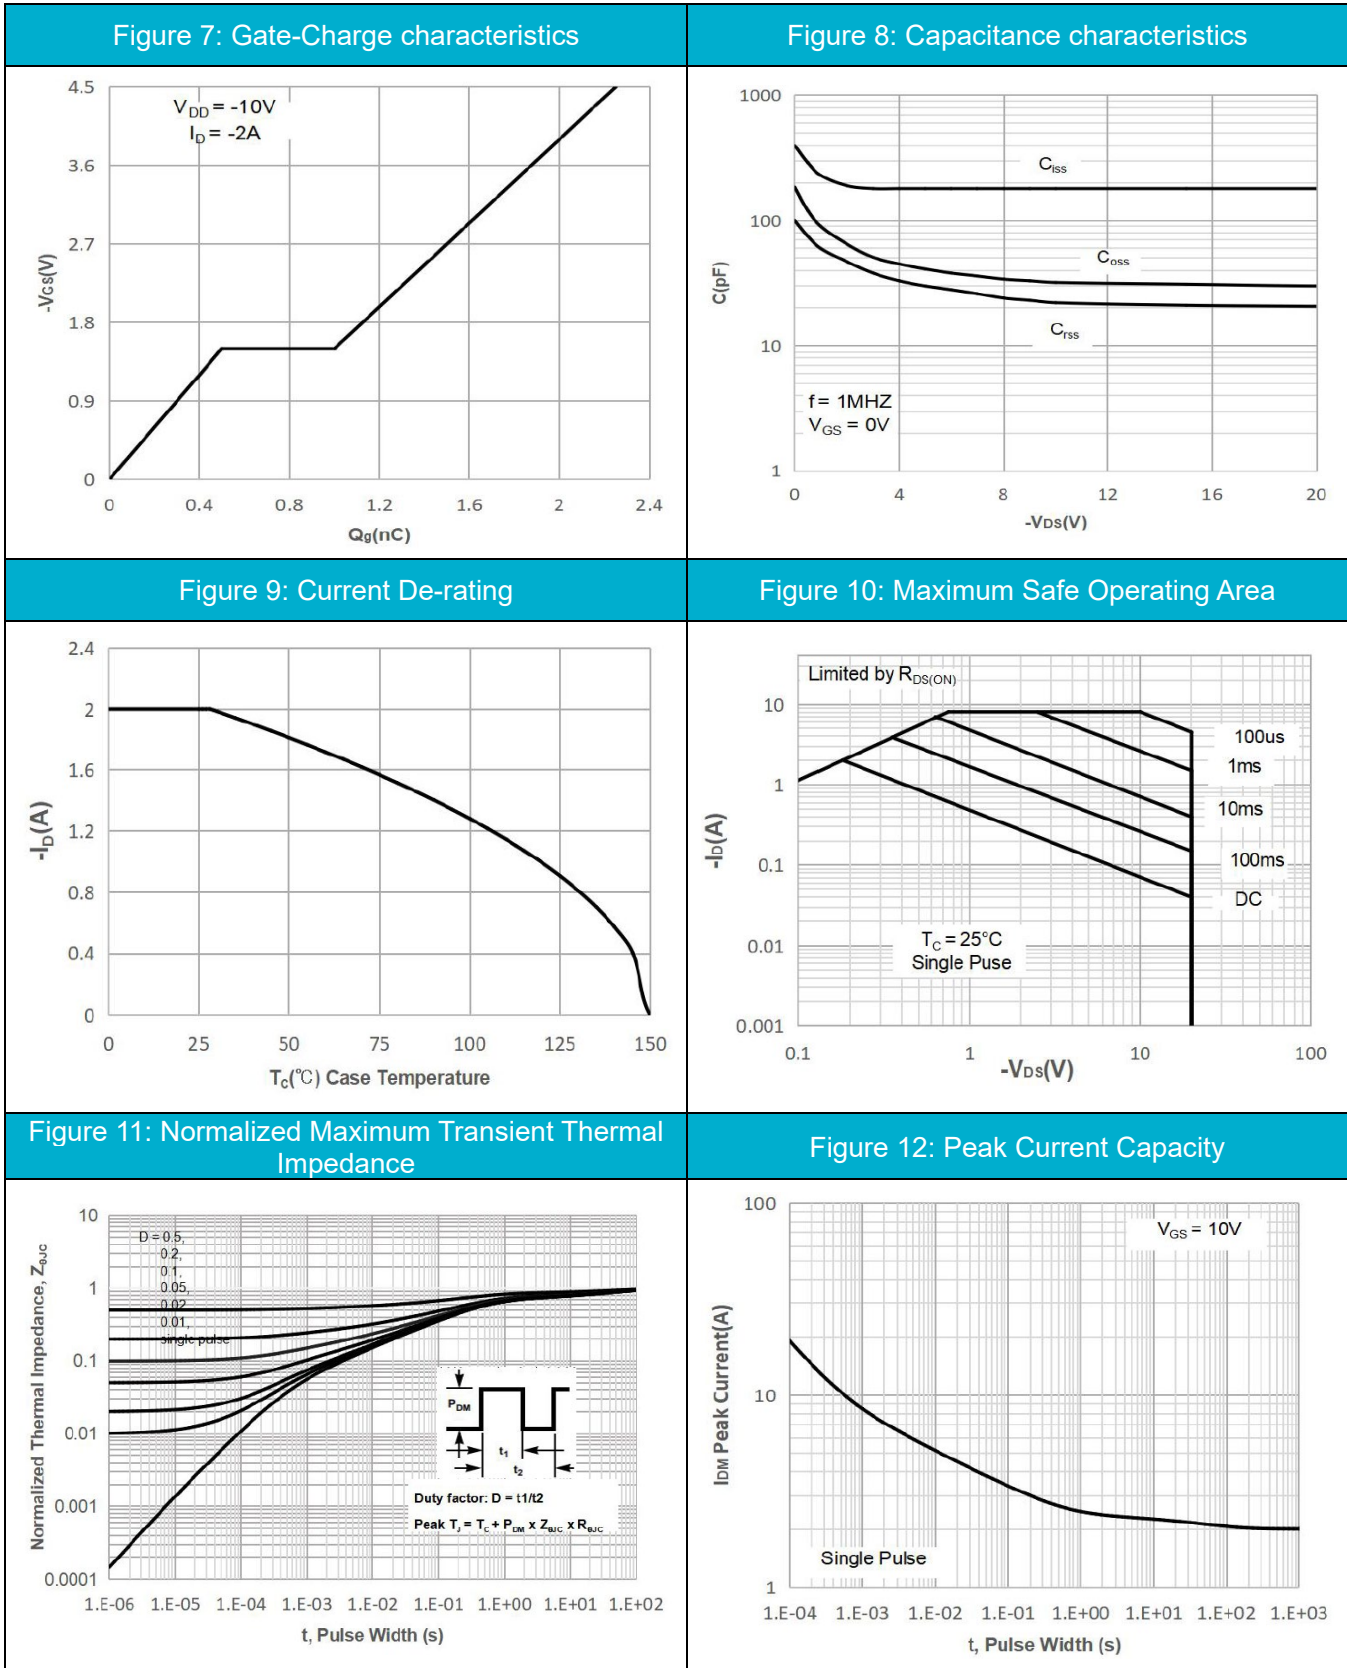 Figure 7: Gate-Charge characteristics
V_DD = -10V
I_D = -2A
4.5
3.6
2.7
1.8
0.9
0
-VGS(V)
0 0.4 0.8 1.2 1.6 2 2.4
Qg(nC)
Figure 8: Capacitance characteristics
1000
100
10
1
C(pF)
Ciss
Coss
Crss
f = 1MHZ
VGS = 0V
0 4 8 12 16 20
-VDS(V)
Figure 9: Current De-rating
2.4
2
1.6
1.2
0.8
0.4
0
-ID(A)
0 25 50 75 100 125 150
Tc(℃) Case Temperature
Figure 10: Maximum Safe Operating Area
Limited by RDS(ON)
10
1
0.1
0.01
0.001
-ID(A)
100us
1ms
10ms
100ms
DC
TC = 25°C
Single Puse
0.1 1 10 100
-VDS(V)
Figure 11: Normalized Maximum Transient Thermal
Impedance
10
1
0.1
0.01
0.001
0.0001
Normalized Thermal Impedance, ZθJC
D = 0.5,
0.2,
0.1,
0.05,
0.02,
0.01,
single pulse
PDM
t1
t2
Duty factor: D = t1/t2
Peak TJ = TC + PDM x ZθJC x RθJC
1.E-06 1.E-05 1.E-04 1.E-03 1.E-02 1.E-01 1.E+00 1.E+01 1.E+02
t, Pulse Width (s)
Figure 12: Peak Current Capacity
100
10
1
IDM Peak Current(A)
VGS = 10V
Single Pulse
1.E-04 1.E-03 1.E-02 1.E-01 1.E+00 1.E+01 1.E+02 1.E+03
t, Pulse Width (s)